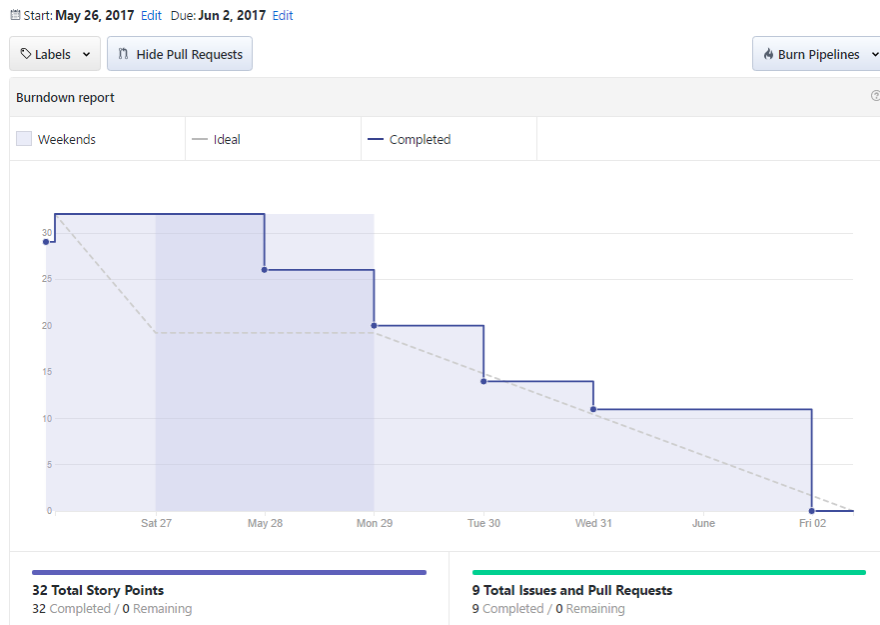 Start: May 26, 2017 Edit Due: Jun 2, 2017 Edit
Labels Hide Pull Requests Burn Pipelines
Burndown report
Weekends Ideal Completed
30
25
20
15
10
5
0
Sat 27 May 28 Mon 29 Tue 30 Wed 31 June Fri 02
32 Total Story Points 9 Total Issues and Pull Requests
32 Completed / 0 Remaining 9 Completed / 0 Remaining